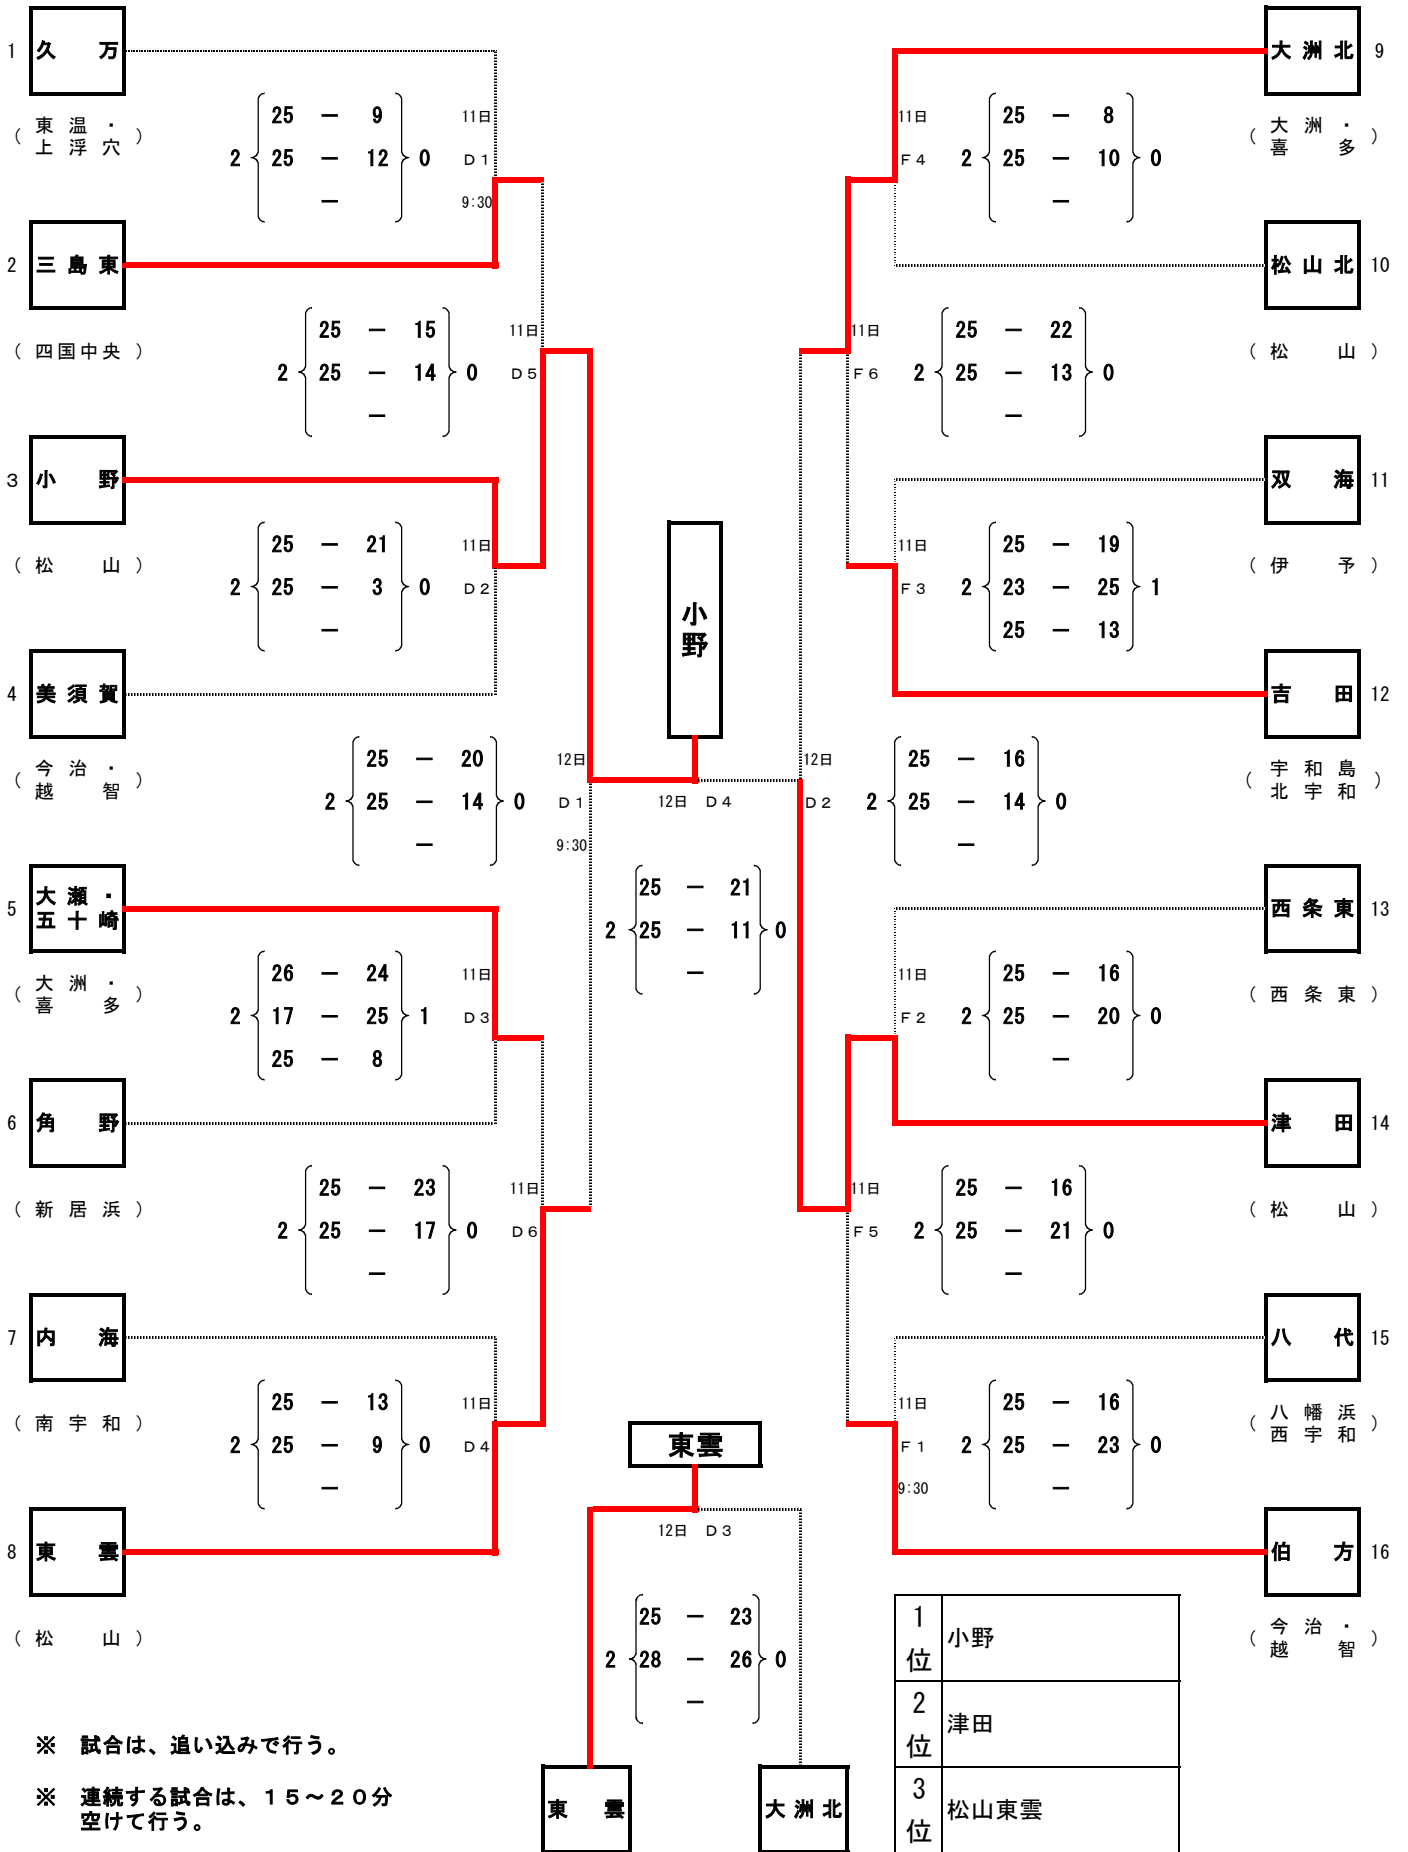 1 久万
（東温・上浮穴）
2 25 － 9 0
25 － 12
－
11日
D1
9:30
2 三島東
（四国中央）
2 25 － 15 0
25 － 14
－
11日
D5
3 小野
（松山）
2 25 － 21 0
25 － 3
－
11日
D2
4 美須賀
（今治・越智）
2 25 － 20 0
25 － 14
－
12日
D1
9:30
5 大瀬・五十崎
（大洲・喜多）
2 26 － 24 1
17 － 25
25 － 8
11日
D3
6 角野
（新居浜）
2 25 － 23 0
25 － 17
－
11日
D6
7 内海
（南宇和）
2 25 － 13 0
25 － 9
－
11日
D4
8 東雲
（松山）
小野
12日 D4
2 25 － 21 0
25 － 11
－
東雲
12日 D3
2 25 － 23 0
28 － 26
－
東雲
大洲北
大洲北 9
（大洲・喜多）
11日
F4
2 25 － 8 0
25 － 10
－
松山北 10
（松山）
11日
F6
2 25 － 22 0
25 － 13
－
双海 11
（伊予）
11日
F3
2 25 － 19 1
23 － 25
25 － 13
吉田 12
（宇和島北宇和）
12日
D2
2 25 － 16 0
25 － 14
－
西条東 13
（西条東）
11日
F2
2 25 － 16 0
25 － 20
－
津田 14
（松山）
11日
F5
2 25 － 16 0
25 － 21
－
八代 15
（八幡浜西宇和）
11日
F1
9:30
2 25 － 16 0
25 － 23
－
伯方 16
（今治・越智）
1位 小野
2位 津田
3位 松山東雲
※ 試合は、追い込みで行う。
※ 連続する試合は、１５～２０分
空けて行う。